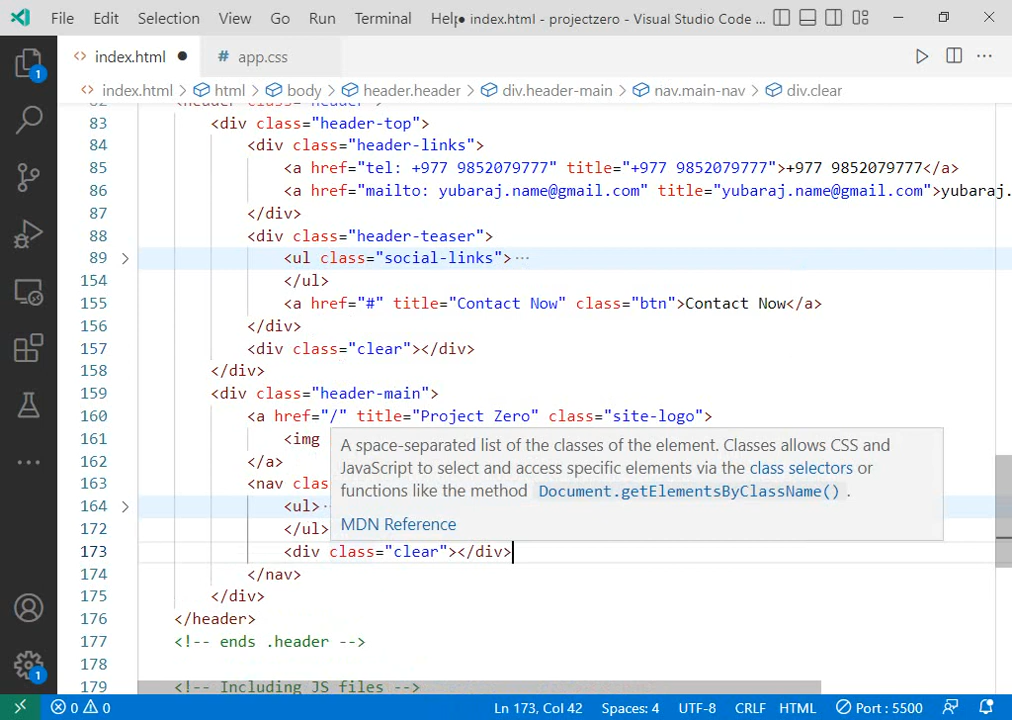 File Edit Selection View Go Run Terminal Help ● index.html - projectzero - Visual Studio Code ...
<> index.html ● # app.css
<> index.html > html > body > header.header > div.header-main > nav.main-nav > div.clear
82 <header class="header">
83 <div class="header-top">
84 <div class="header-links">
85 <a href="tel: +977 9852079777" title="+977 9852079777">+977 9852079777</a>
86 <a href="mailto: yubaraj.name@gmail.com" title="yubaraj.name@gmail.com">yubaraj.
87 </div>
88 <div class="header-teaser">
89 <ul class="social-links">···
154 </ul>
155 <a href="#" title="Contact Now" class="btn">Contact Now</a>
156 </div>
157 <div class="clear"></div>
158 </div>
159 <div class="header-main">
160 <a href="/" title="Project Zero" class="site-logo">
161 <img
162 </a>
163 <nav clas
164 <ul>··
172 </ul>
173 <div class="clear"></div>
174 </nav>
175 </div>
176 </header>
177 <!-- ends .header -->
178
179 <!-- Including JS files -->
A space-separated list of the classes of the element. Classes allows CSS and
JavaScript to select and access specific elements via the class selectors or
functions like the method Document.getElementsByClassName() .
MDN Reference
1
1
0 0 Ln 173, Col 42 Spaces: 4 UTF-8 CRLF HTML Port : 5500